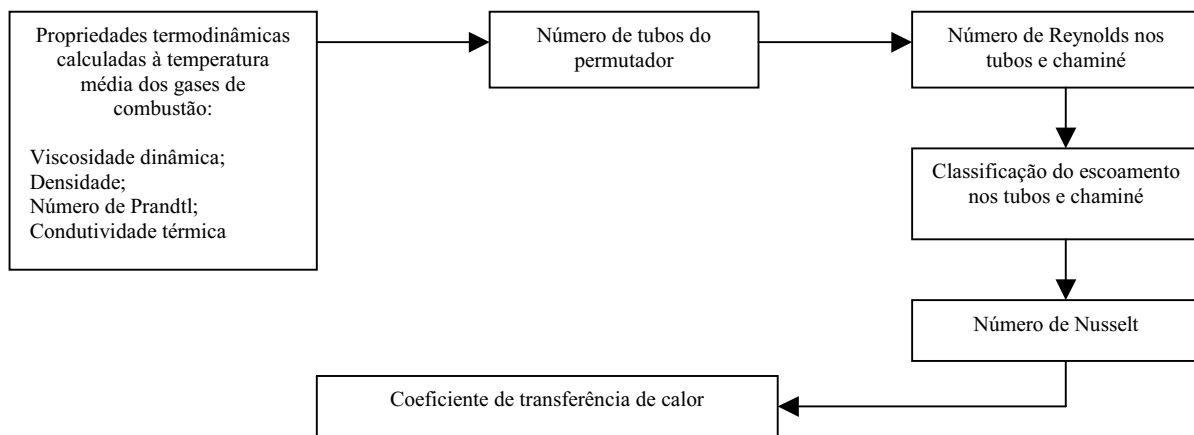 Propriedades termodinâmicas
calculadas à temperatura
média dos gases de
combustão:
Viscosidade dinâmica;
Densidade;
Número de Prandtl;
Condutividade térmica
Número de tubos do
permutador
Número de Reynolds nos
tubos e chaminé
Classificação do escoamento
nos tubos e chaminé
Número de Nusselt
Coeficiente de transferência de calor